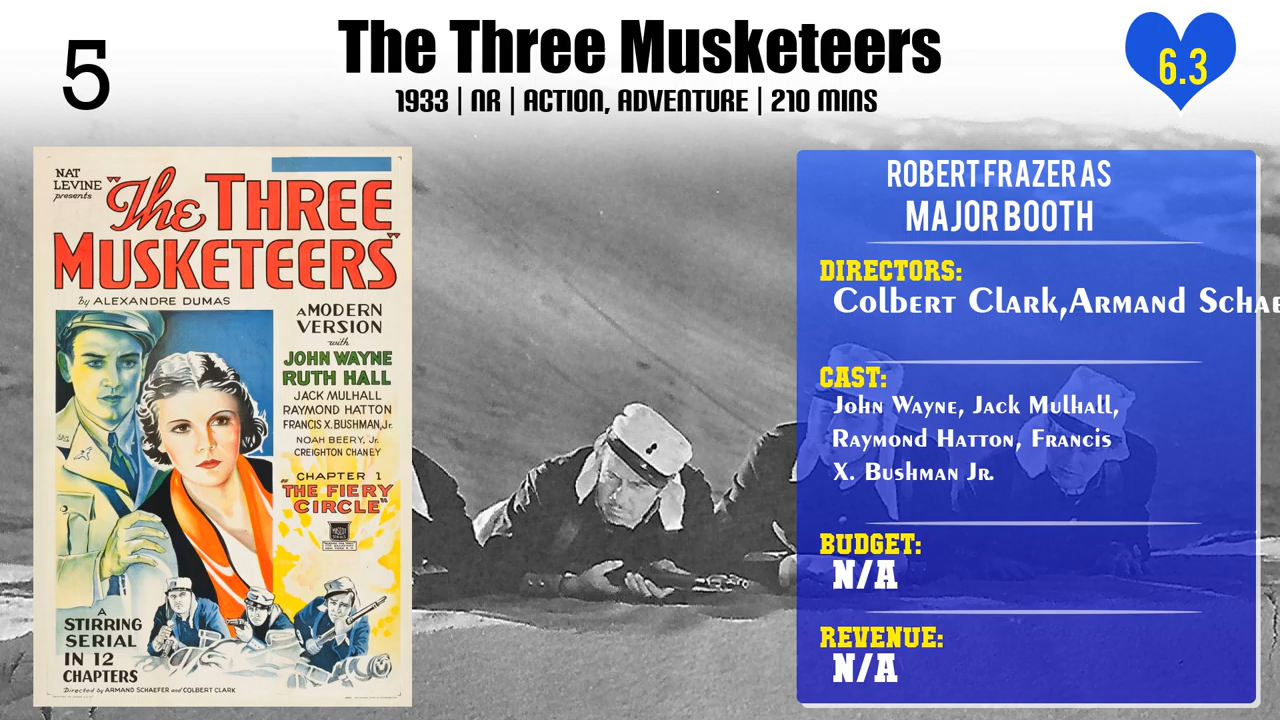 5
The Three Musketeers
1933 | NR | ACTION, ADVENTURE | 210 MINS
6.3
NAT
LEVINE
presents
"The THREE
MUSKETEERS"
by ALEXANDRE DUMAS
A MODERN
VERSION
with
JOHN WAYNE
RUTH HALL
JACK MULHALL
RAYMOND HATTON
FRANCIS X. BUSHMAN, Jr.
NOAH BEERY, Jr.
CREIGHTON CHANEY
CHAPTER 1
"THE FIERY
CIRCLE"
A
STIRRING
SERIAL
IN 12
CHAPTERS
Directed by ARMAND SCHAEFER and COLBERT CLARK
ROBERT FRAZER AS
MAJOR BOOTH
DIRECTORS:
Colbert Clark,Armand Schae
CAST:
John Wayne, Jack Mulhall,
Raymond Hatton, Francis
X. Bushman Jr.
BUDGET:
N/A
REVENUE:
N/A